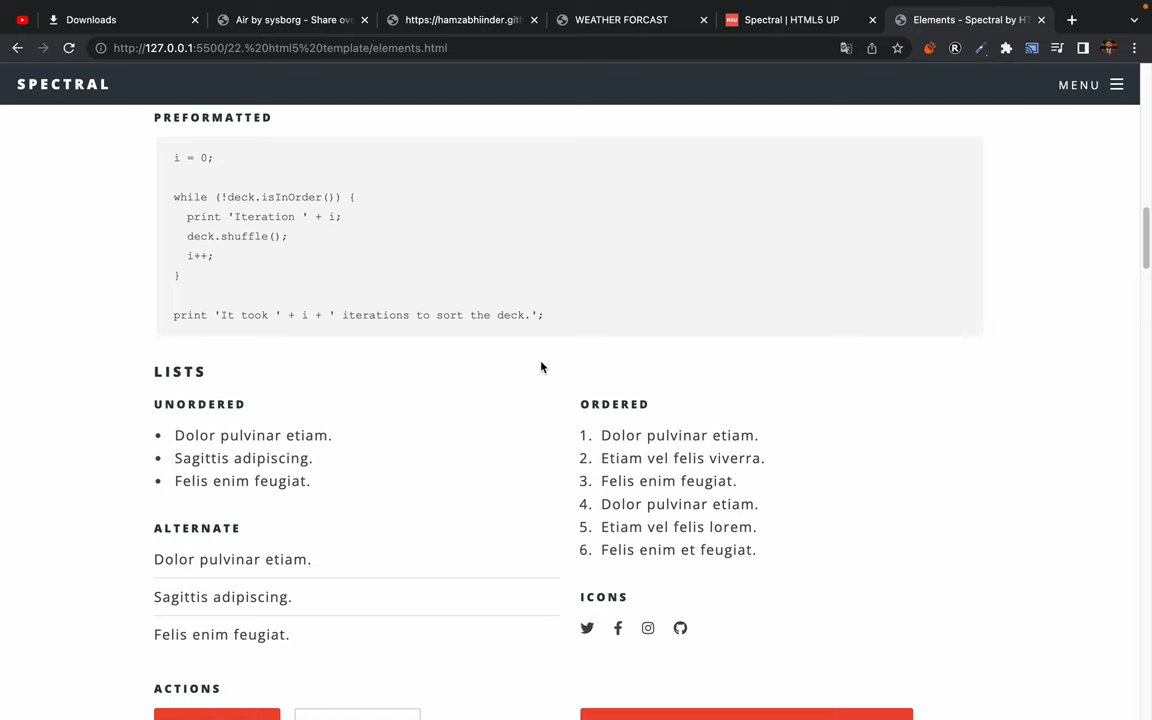 Downloads
Air by sysborg - Share ove
https://hamzabhiinder.gith
WEATHER FORCAST
HSU
Spectral | HTML5 UP
Elements - Spectral by HT
http://127.0.0.1:5500/22.%20html5%20template/elements.html
SPECTRAL
MENU
PREFORMATTED
i = 0;
while (!deck.isInOrder()) {
print 'Iteration ' + i;
deck.shuffle();
i++;
}
print 'It took ' + i + ' iterations to sort the deck.';
LISTS
UNORDERED
• Dolor pulvinar etiam.
• Sagittis adipiscing.
• Felis enim feugiat.
ALTERNATE
Dolor pulvinar etiam.
Sagittis adipiscing.
Felis enim feugiat.
ORDERED
1. Dolor pulvinar etiam.
2. Etiam vel felis viverra.
3. Felis enim feugiat.
4. Dolor pulvinar etiam.
5. Etiam vel felis lorem.
6. Felis enim et feugiat.
ICONS
ACTIONS